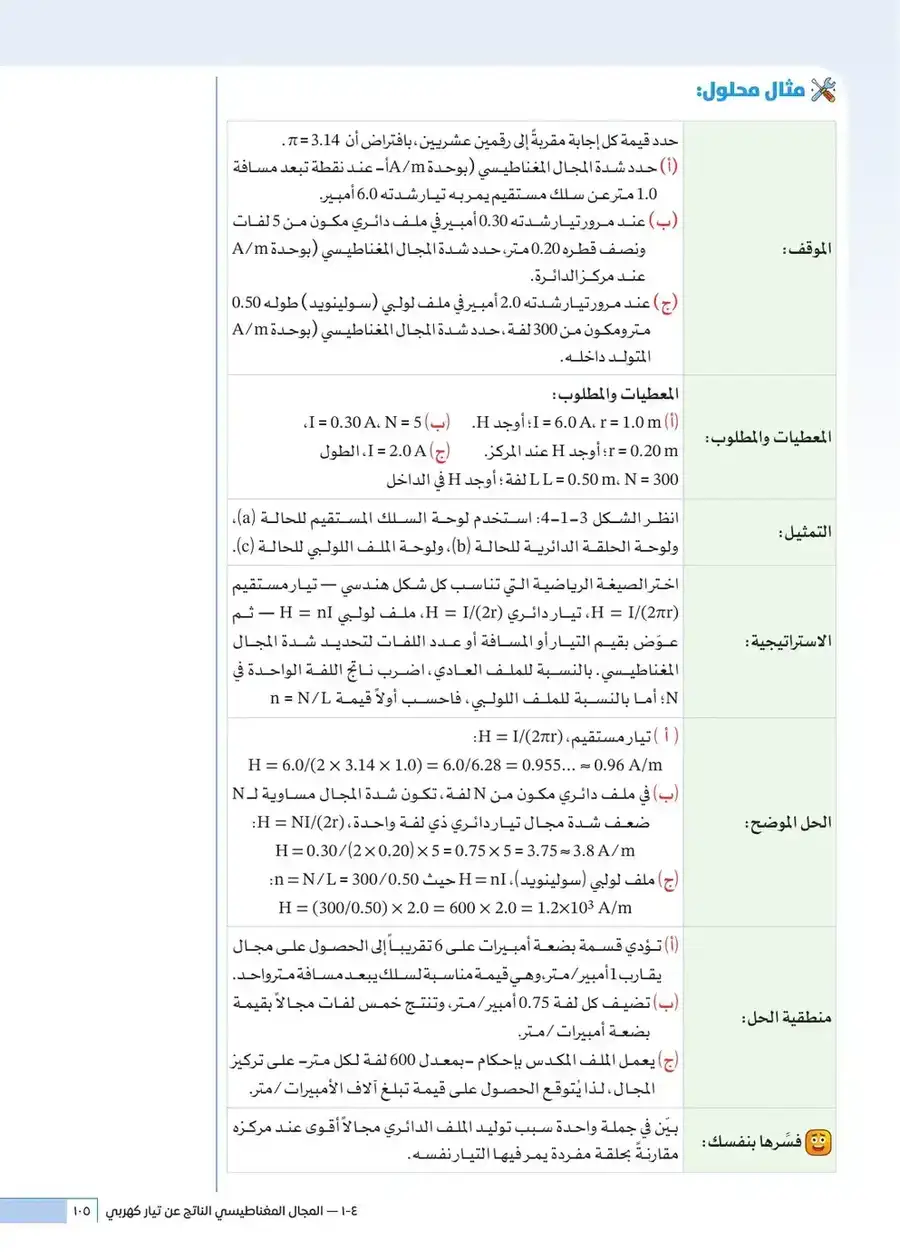 مثال محلول:
الموقف:
حدد قيمة كل إجابة مقربةً إلى رقمين عشريين، بافتراض أن π = 3.14 .
(أ) حدد شدة المجال المغناطيسي (بوحدة A/mأ– عند نقطة تبعد مسافة
1.0 متر عن سلك مستقيم يمر به تيار شدته 6.0 أمبير.
(ب) عند مرور تيار شدته 0.30 أمبير في ملف دائري مكون من 5 لفات
ونصف قطره 0.20 متر، حدد شدة المجال المغناطيسي (بوحدة A/m
عند مركز الدائرة.
(ج) عند مرور تيار شدته 2.0 أمبير في ملف لولبي (سولينويد) طوله 0.50
متر ومكون من 300 لفة، حدد شدة المجال المغناطيسي (بوحدة A/m
المتولد داخله.
المعطيات والمطلوب:
المعطيات والمطلوب:
(أ) I = 6.0 A، r = 1.0 m؛ أوجد H. (ب) I = 0.30 A، N = 5،
r = 0.20 m؛ أوجد H عند المركز. (ج) I = 2.0 A، الطول
L L = 0.50 m، N = 300 لفة؛ أوجد H في الداخل
التمثيل:
انظر الشكل 3-1-4: استخدم لوحة السلك المستقيم للحالة (a)،
ولوحة الحلقة الدائرية للحالة (b)، ولوحة الملف اللولبي للحالة (c).
الاستراتيجية:
اختر الصيغة الرياضية التي تناسب كل شكل هندسي — تيار مستقيم
H = I/(2πr)، تيار دائري H = I/(2r)، ملف لولبي H = nI — ثم
عوّض بقيم التيار أو المسافة أو عدد اللفات لتحديد شدة المجال
المغناطيسي. بالنسبة للملف العادي، اضرب ناتج اللفة الواحدة في
N؛ أما بالنسبة للملف اللولبي، فاحسب أولاً قيمة n = N/L
الحل الموضح:
( أ ) تيار مستقيم، H = I/(2πr):
H = 6.0/(2 × 3.14 × 1.0) = 6.0/6.28 = 0.955... ≈ 0.96 A/m
(ب) في ملف دائري مكون من N لفة، تكون شدة المجال مساوية لـ N
ضعف شدة مجال تيار دائري ذي لفة واحدة، H = NI/(2r):
H = 0.30/(2 × 0.20) × 5 = 0.75 × 5 = 3.75 ≈ 3.8 A/m
(ج) ملف لولبي (سولينويد)، H = nI حيث n = N/L = 300/0.50:
H = (300/0.50) × 2.0 = 600 × 2.0 = 1.2×10³ A/m
منطقية الحل:
(أ) تؤدي قسمة بضعة أمبيرات على 6 تقريباً إلى الحصول على مجال
يقارب 1 أمبير/متر، وهي قيمة مناسبة لسلك يبعد مسافة متر واحد.
(ب) تضيف كل لفة 0.75 أمبير/متر، وتنتج خمس لفات مجالاً بقيمة
بضعة أمبيرات /متر.
(ج) يعمل الملف المكدس بإحكام –بمعدل 600 لفة لكل متر– على تركيز
المجال، لذا يُتوقع الحصول على قيمة تبلغ آلاف الأمبيرات /متر.
فسِّرها بنفسك:
بيّن في جملة واحدة سبب توليد الملف الدائري مجالاً أقوى عند مركزه
مقارنةً بحلقة مفردة يمر فيها التيار نفسه.
٤-١ — المجال المغناطيسي الناتج عن تيار كهربي ١٠٥